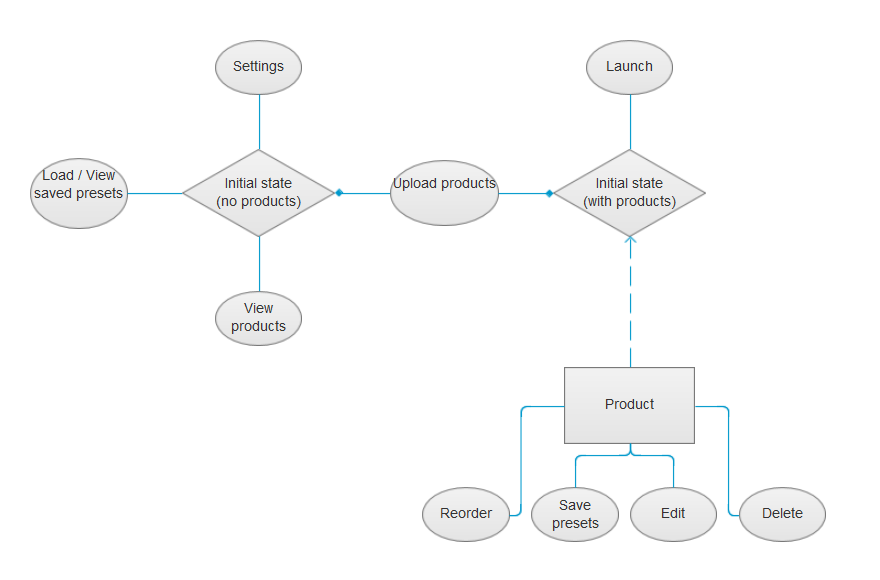 Settings
Launch
Load / View
saved presets
Initial state
(no products)
Upload products
Initial state
(with products)
View
products
Product
Reorder
Save
presets
Edit
Delete